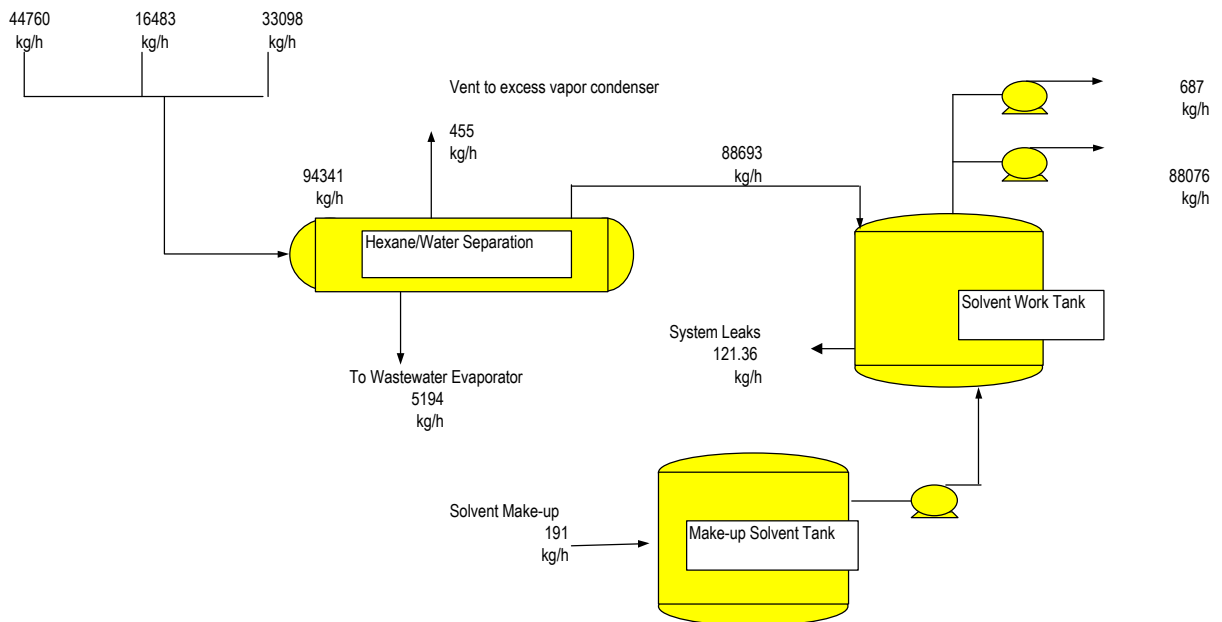 44760
kg/h
16483
kg/h
33098
kg/h
Vent to excess vapor condenser
455
kg/h
94341
kg/h
88693
kg/h
687
kg/h
88076
kg/h
Hexane/Water Separation
Solvent Work Tank
System Leaks
121.36
kg/h
To Wastewater Evaporator
5194
kg/h
Solvent Make-up
191
kg/h
Make-up Solvent Tank